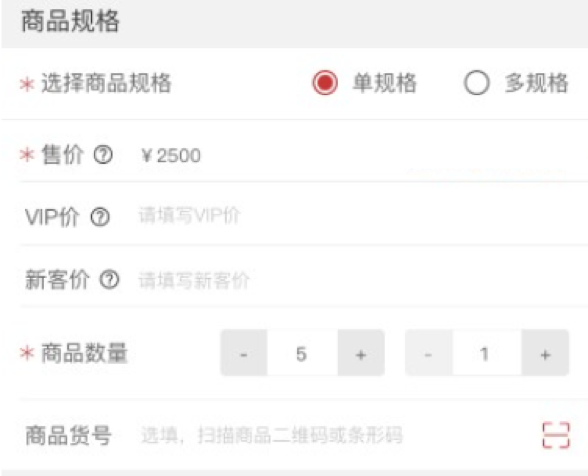 商品规格
* 选择商品规格 单规格 多规格
* 售价 ? ¥2500
VIP价 ? 请填写VIP价
新客价 ? 请填写新客价
* 商品数量 - 5 + - 1 +
商品货号 选填，扫描商品二维码或条形码